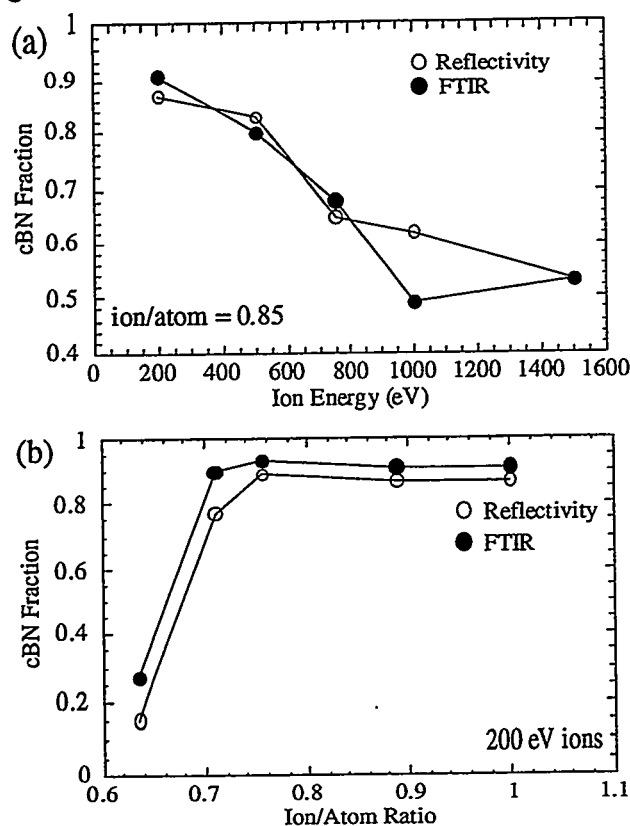 (a)
1
0.9
0.8
0.7
0.6
0.5
0.4
cBN Fraction
○ Reflectivity
● FTIR
ion/atom = 0.85
0 200 400 600 800 1000 1200 1400 1600
Ion Energy (eV)
(b)
1
0.8
0.6
0.4
0.2
0
cBN Fraction
○ Reflectivity
● FTIR
200 eV ions
0.6 0.7 0.8 0.9 1 1.1
Ion/Atom Ratio